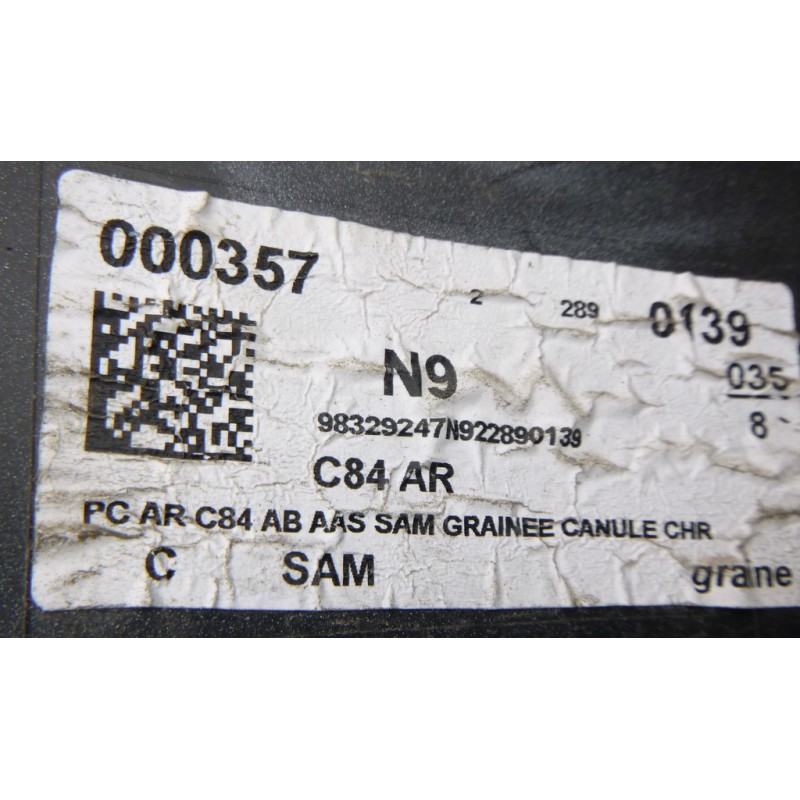 000357
2 289 0139
N9 035
98329247N922890139 8
C84 AR
PC AR C84 AB AAS SAM GRAINEE CANULE CHR
C SAM graine